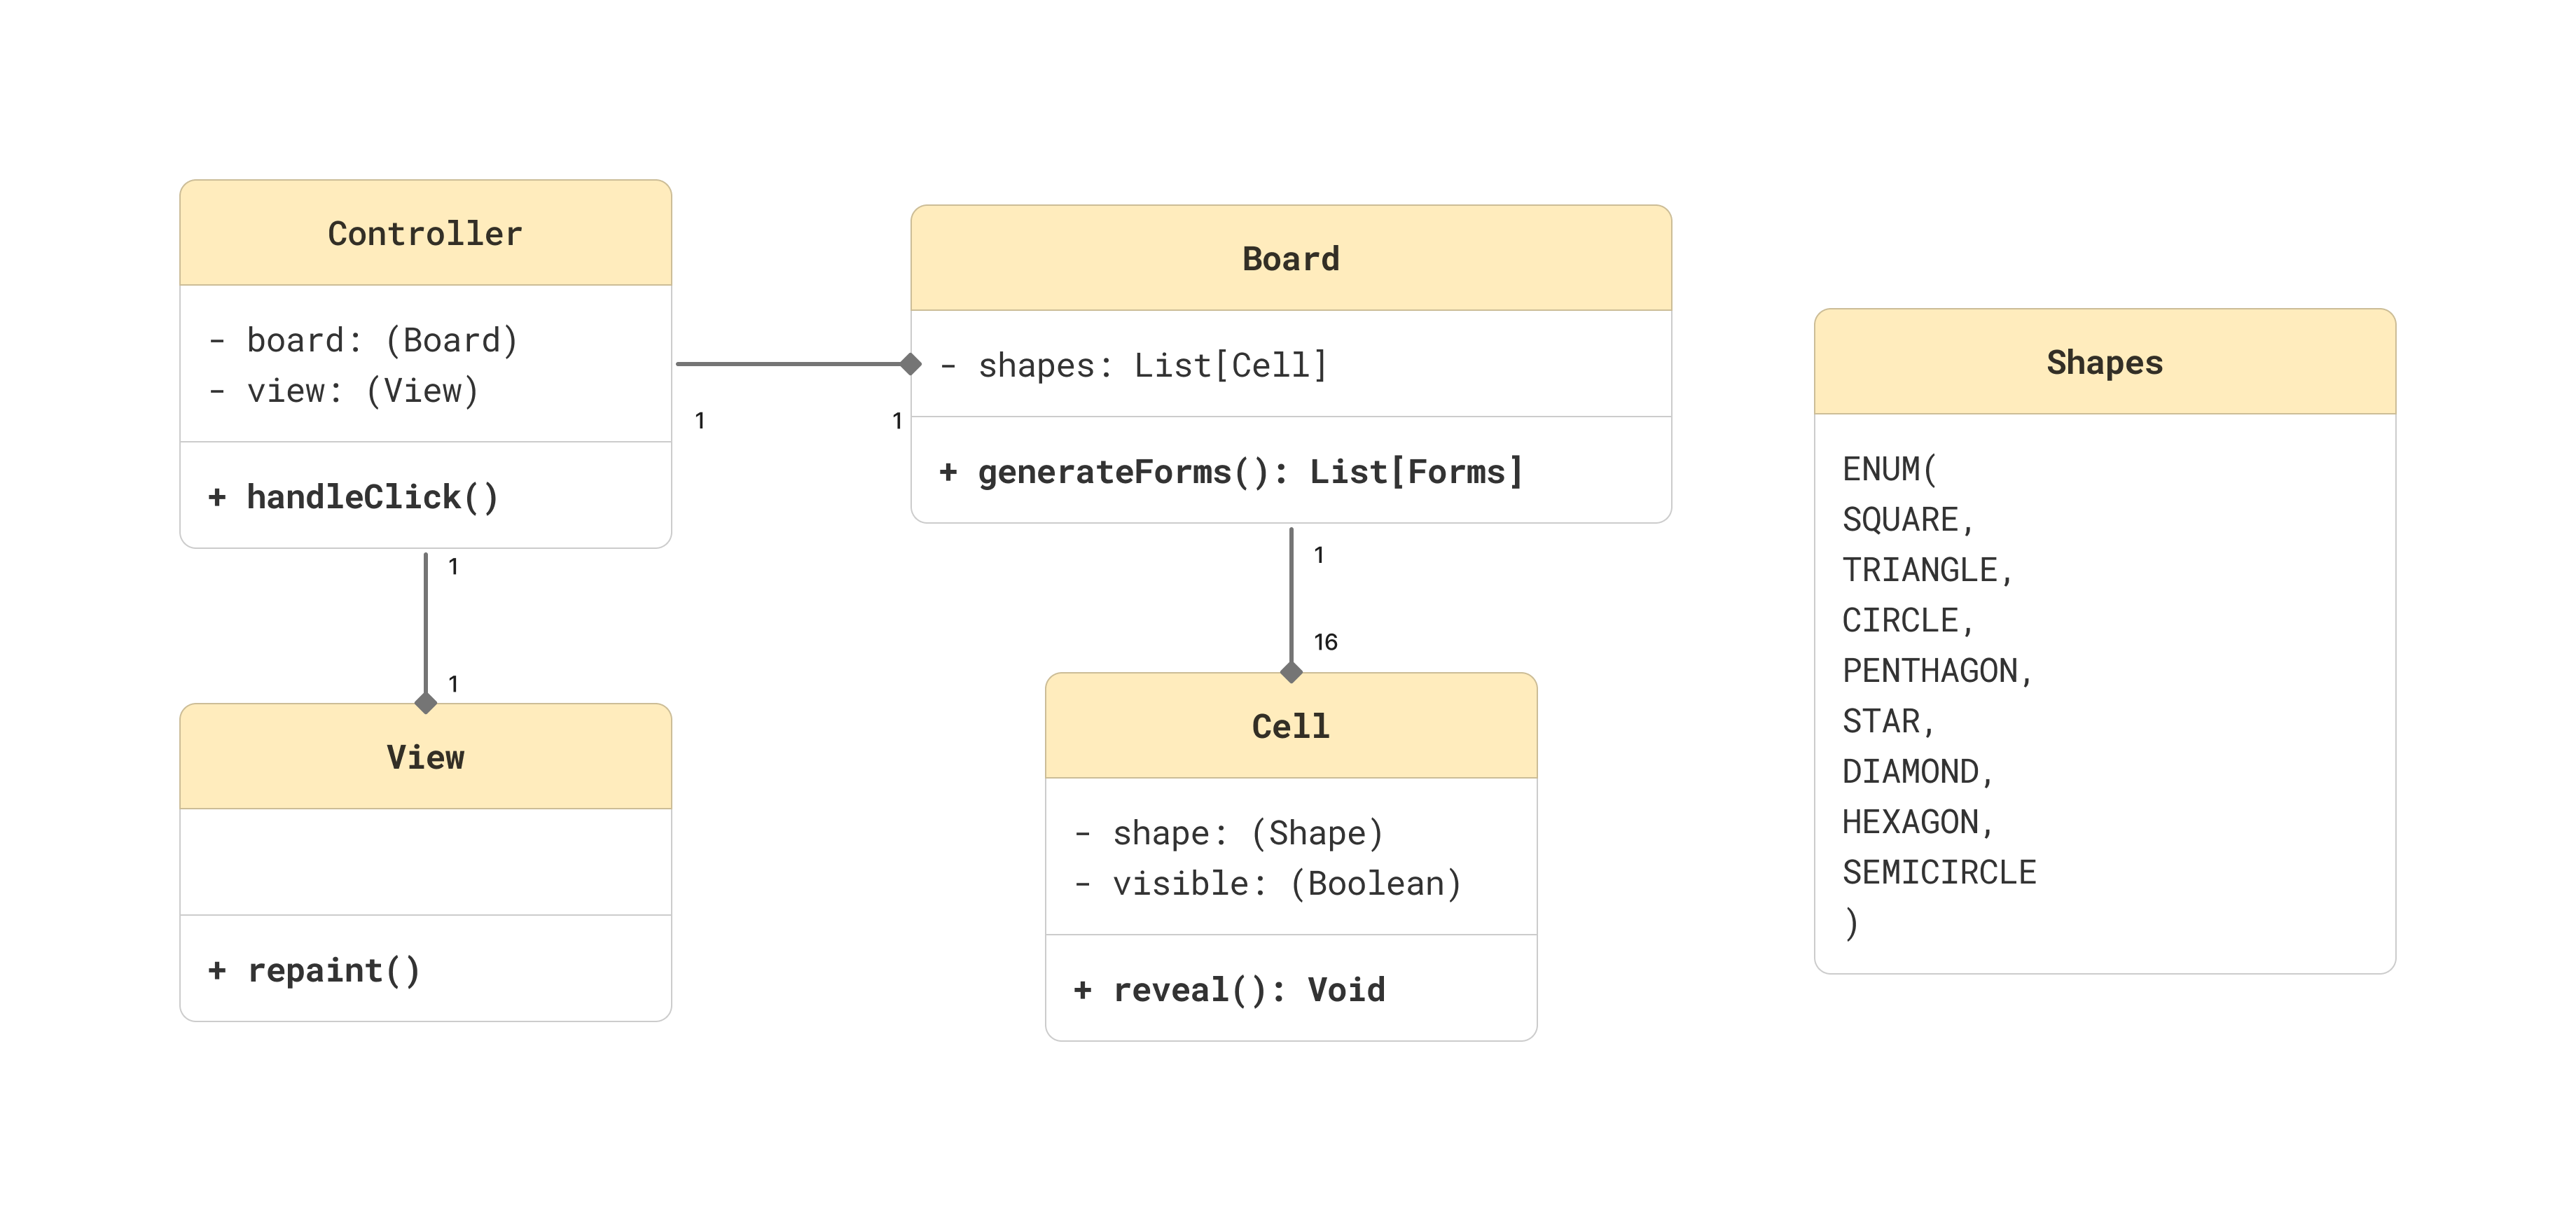 Controller
- board: (Board)
- view: (View)
+ handleClick()
1
1
1
1
View
+ repaint()
Board
- shapes: List[Cell]
+ generateForms(): List[Forms]
1
16
Cell
- shape: (Shape)
- visible: (Boolean)
+ reveal(): Void
Shapes
ENUM(
SQUARE,
TRIANGLE,
CIRCLE,
PENTHAGON,
STAR,
DIAMOND,
HEXAGON,
SEMICIRCLE
)